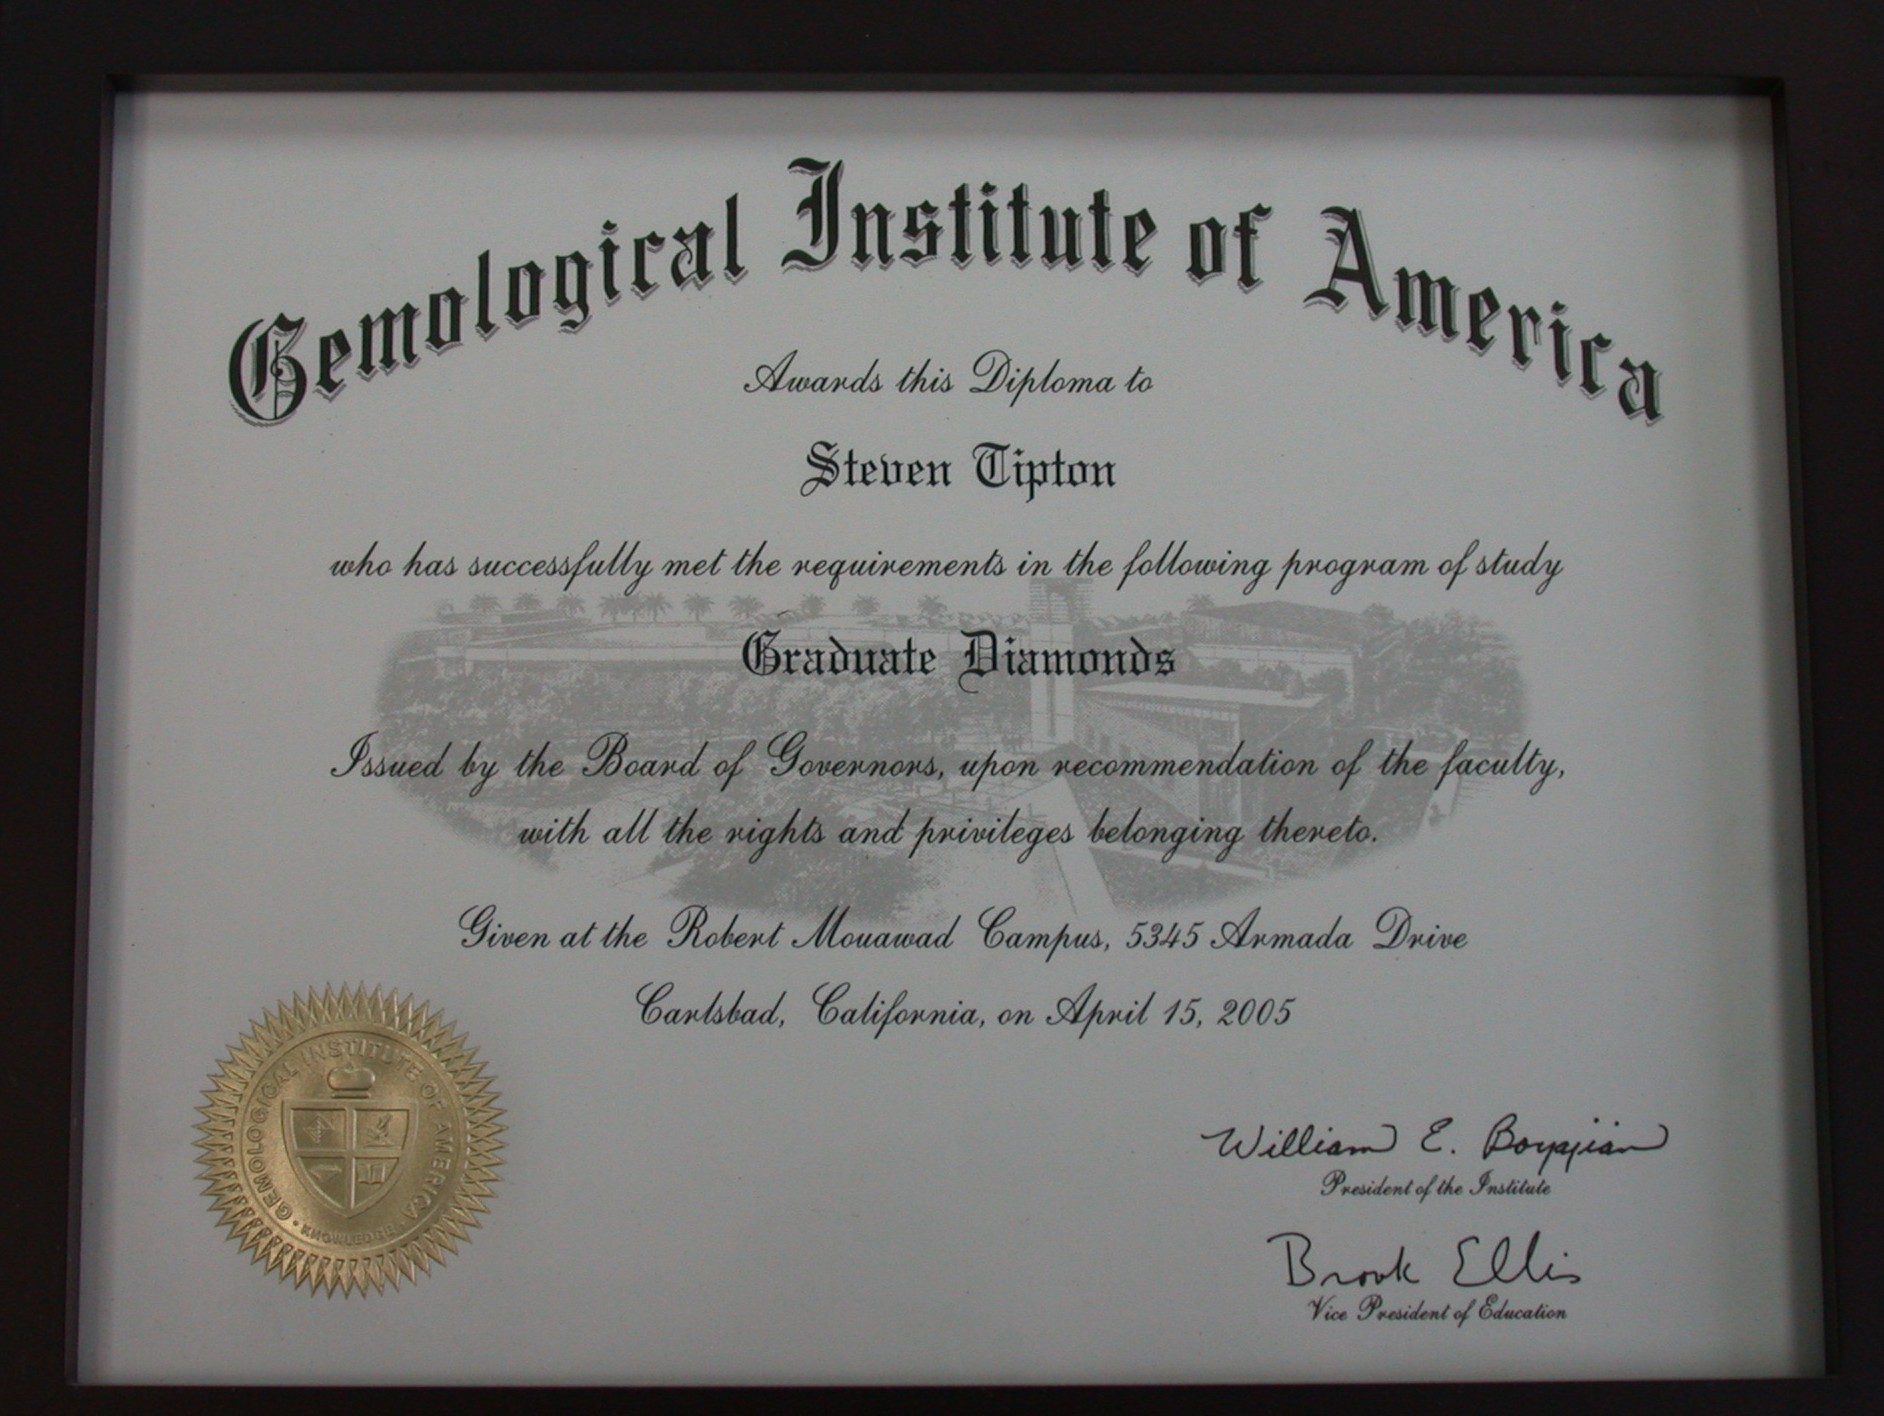 Gemological Institute of America
Awards this Diploma to
Steven Tipton
who has successfully met the requirements in the following program of study
Graduate Diamonds
Issued by the Board of Governors, upon recommendation of the faculty,
with all the rights and privileges belonging thereto.
Given at the Robert Mouawad Campus, 5345 Armada Drive
Carlsbad, California, on April 15, 2005
GEMOLOGICAL INSTITUTE OF AMERICA
• KNOWLEDGE •
William E. Boyajian
President of the Institute
Brook Ellis
Vice President of Education